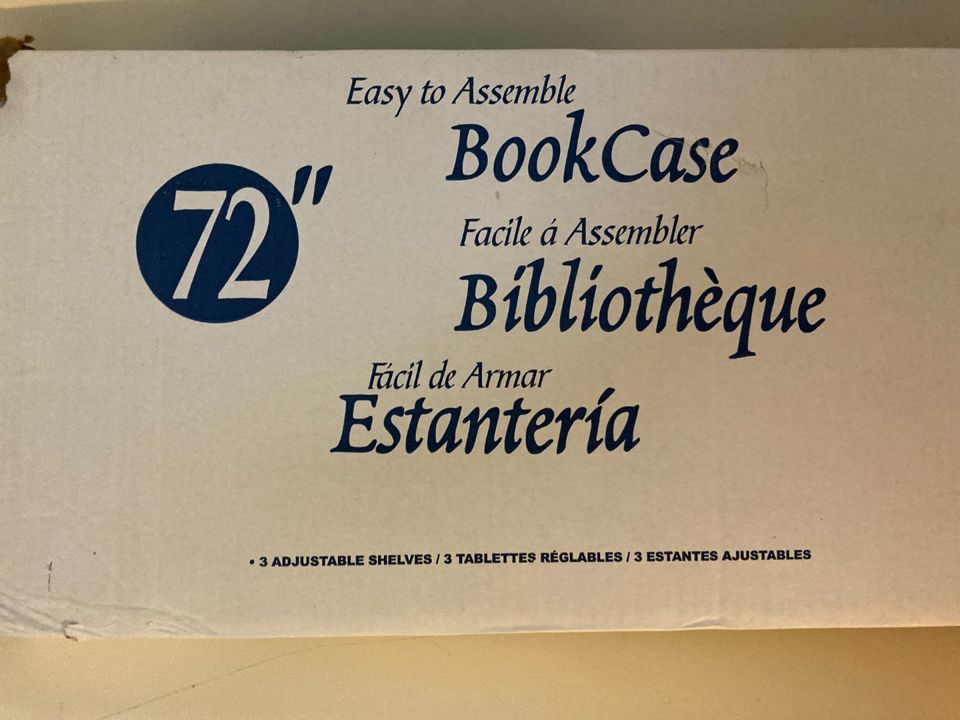 Easy to Assemble
BookCase
72"
Facile á Assembler
Bibliothèque
Fácil de Armar
Estantería
• 3 ADJUSTABLE SHELVES / 3 TABLETTES RÉGLABLES / 3 ESTANTES AJUSTABLES